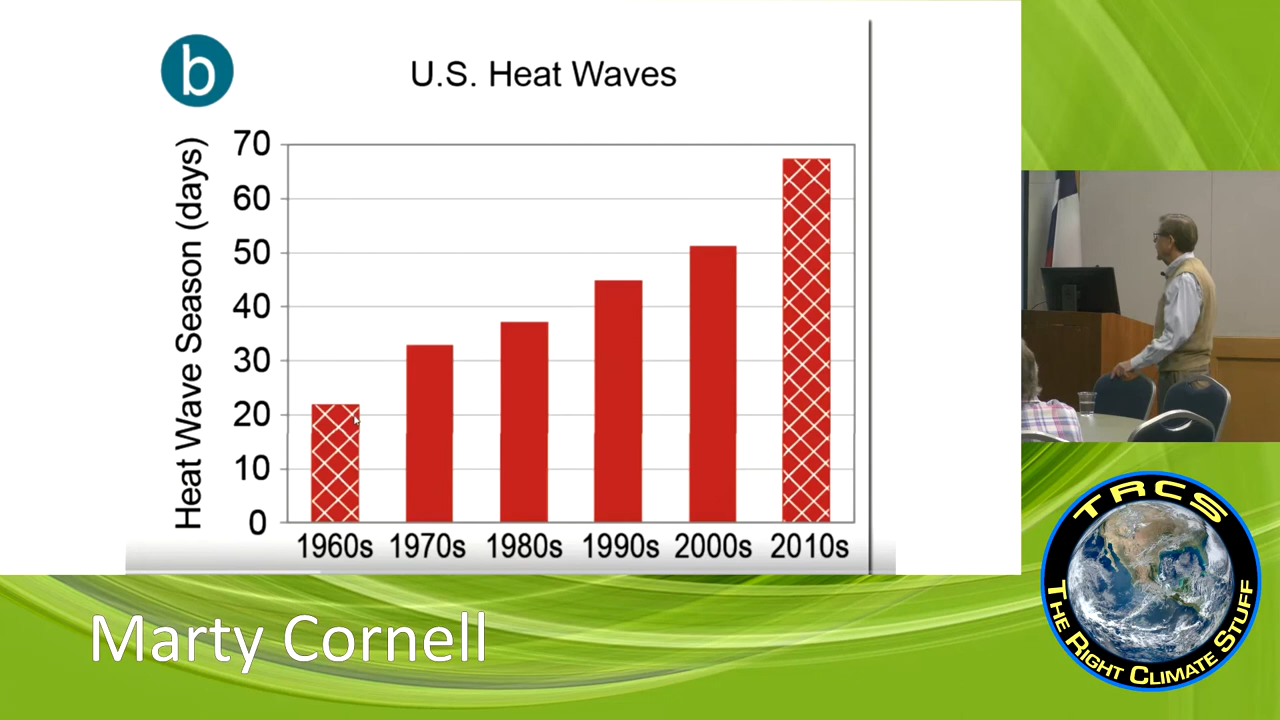 b
U.S. Heat Waves
Heat Wave Season (days)
70
60
50
40
30
20
10
0
1960s 1970s 1980s 1990s 2000s 2010s
Marty Cornell
TRCS
THE RIGHT CLIMATE STUFF